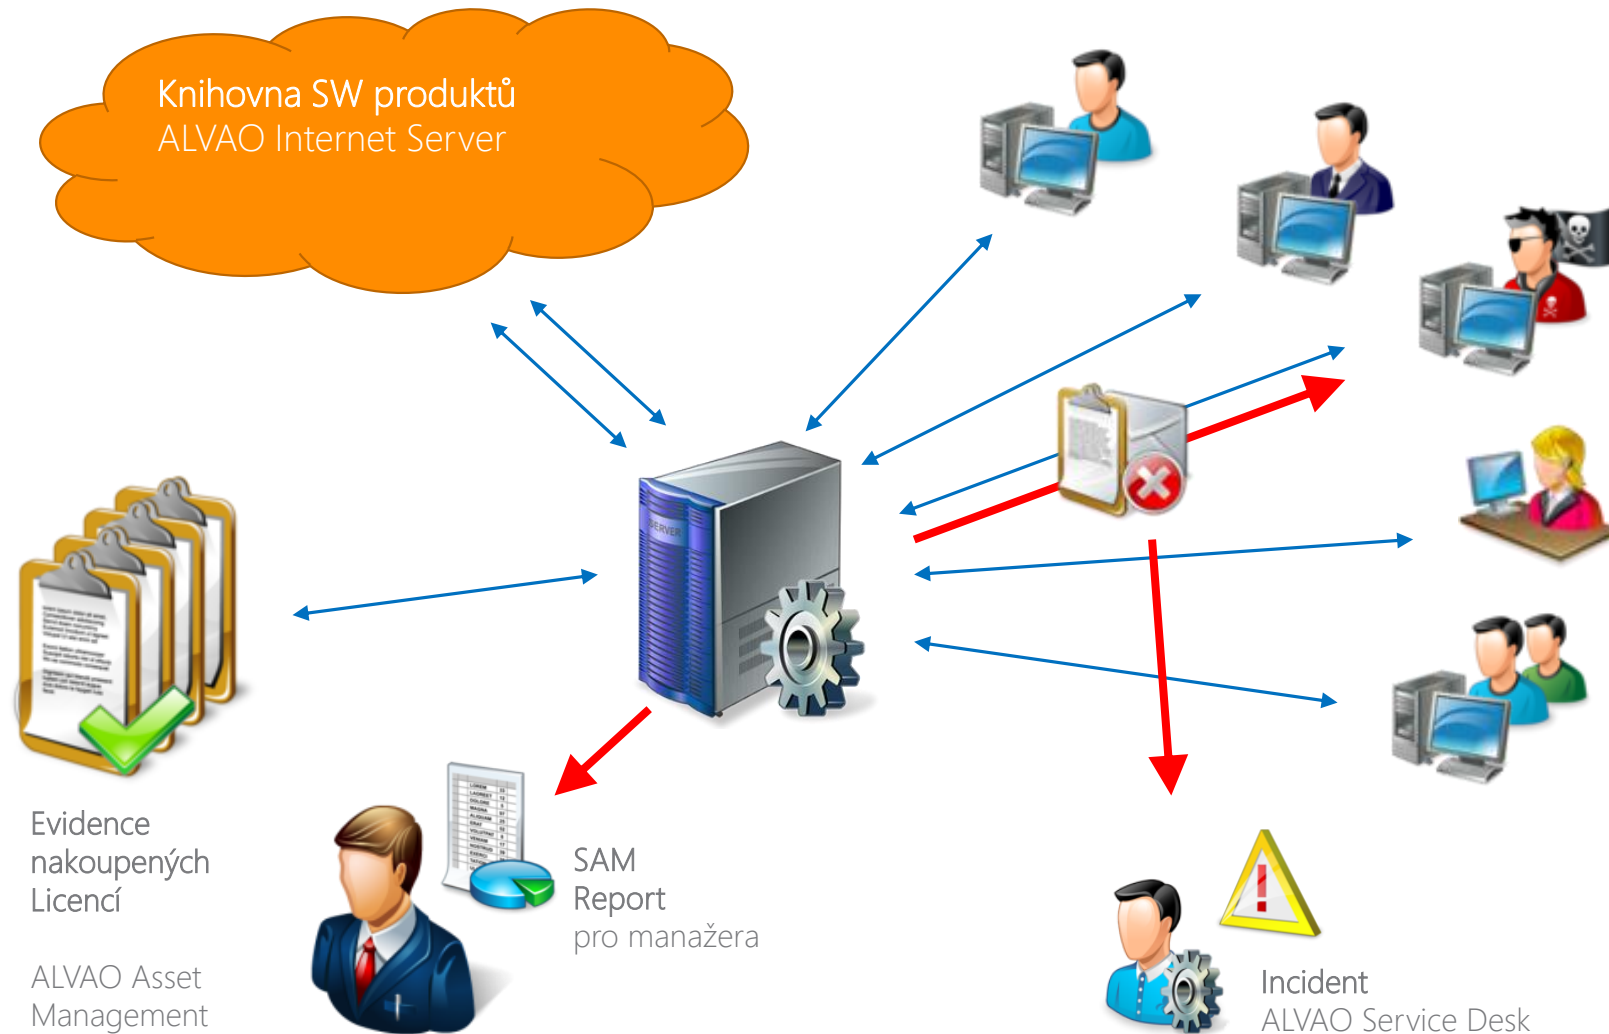 Knihovna SW produktů
ALVAO Internet Server
SERVER
Evidence
nakoupených
Licencí
ALVAO Asset
Management
SAM
Report
pro manažera
Incident
ALVAO Service Desk